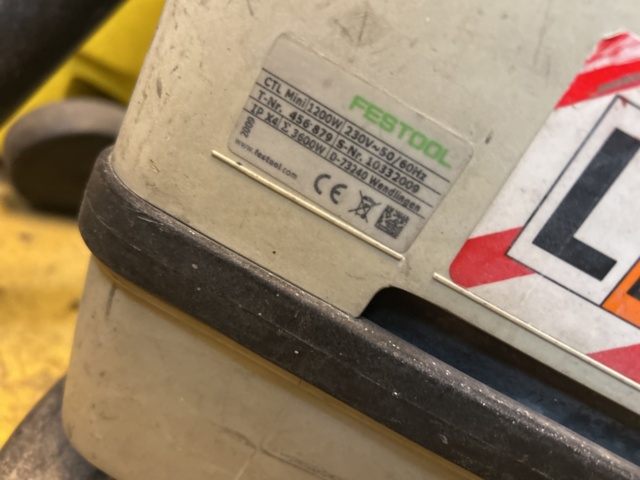 FESTOOL
CTL Mini 1200W 230V~50/60Hz
T-Nr. 456 879 S-Nr. 10332009
IP X4 Σ 3600W D-73240 Wendlingen
2009
www.festool.com
CE
L